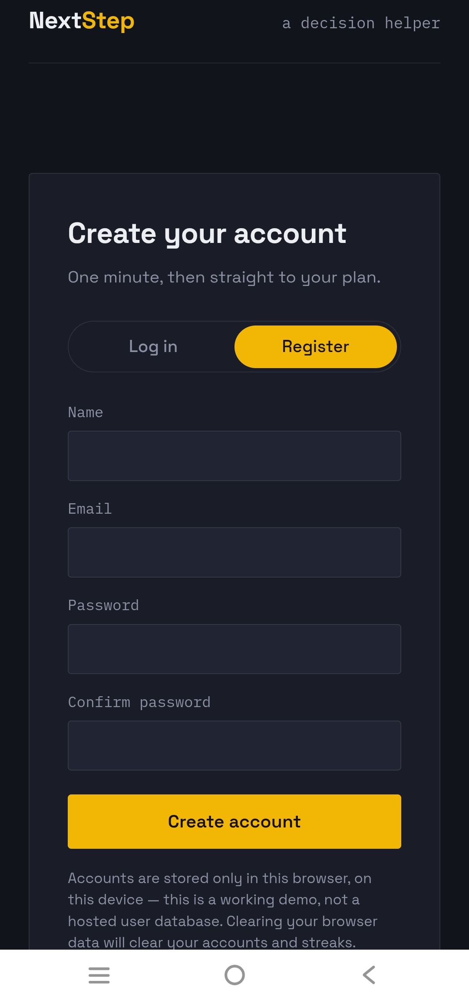 NextStep
a decision helper
Create your account
One minute, then straight to your plan.
Log in
Register
Name
Email
Password
Confirm password
Create account
Accounts are stored only in this browser, on
this device — this is a working demo, not a
hosted user database. Clearing your browser
data will clear your accounts and streaks.